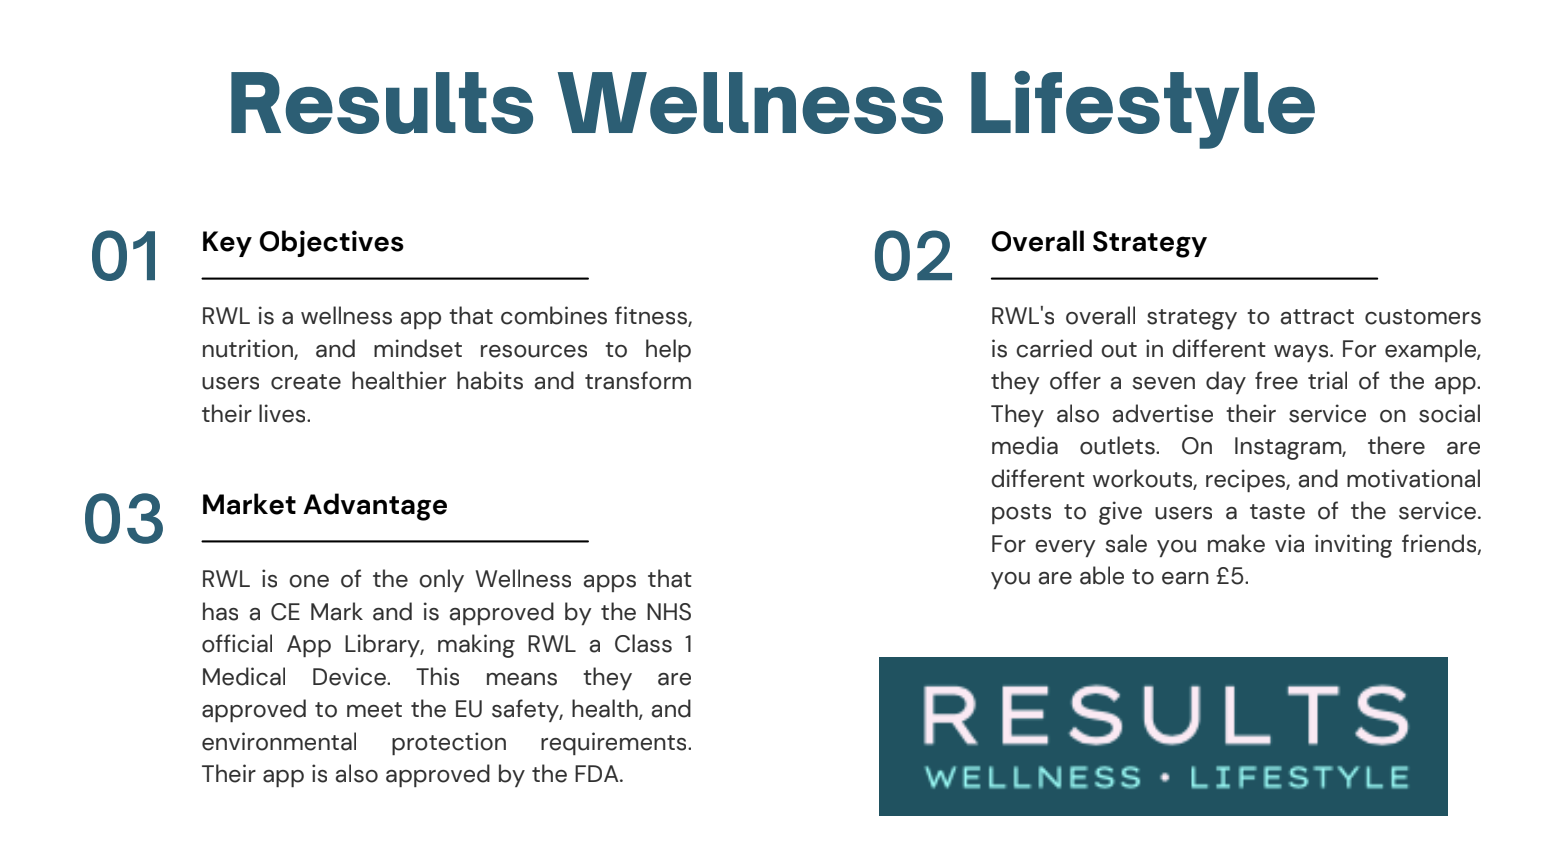 Results Wellness Lifestyle
01
Key Objectives
RWL is a wellness app that combines fitness,
nutrition, and mindset resources to help
users create healthier habits and transform
their lives.
02
Overall Strategy
RWL's overall strategy to attract customers
is carried out in different ways. For example,
they offer a seven day free trial of the app.
They also advertise their service on social
media outlets. On Instagram, there are
different workouts, recipes, and motivational
posts to give users a taste of the service.
For every sale you make via inviting friends,
you are able to earn £5.
03
Market Advantage
RWL is one of the only Wellness apps that
has a CE Mark and is approved by the NHS
official App Library, making RWL a Class 1
Medical Device. This means they are
approved to meet the EU safety, health, and
environmental protection requirements.
Their app is also approved by the FDA.
RESULTS
WELLNESS • LIFESTYLE